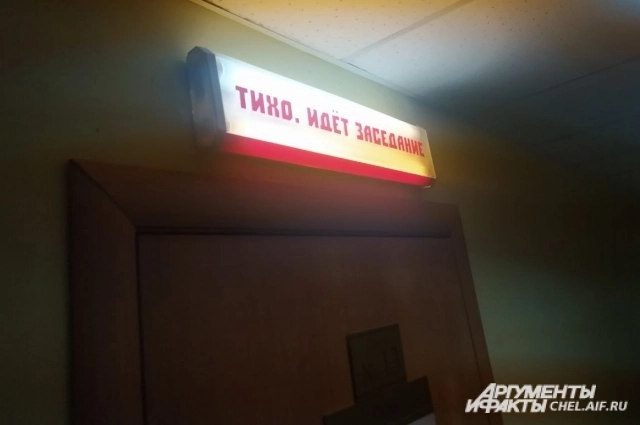 ТИХО. ИДЁТ ЗАСЕДАНИЕ
АРГУМЕНТЫ
И ФАКТЫ CHEL.AIF.RU